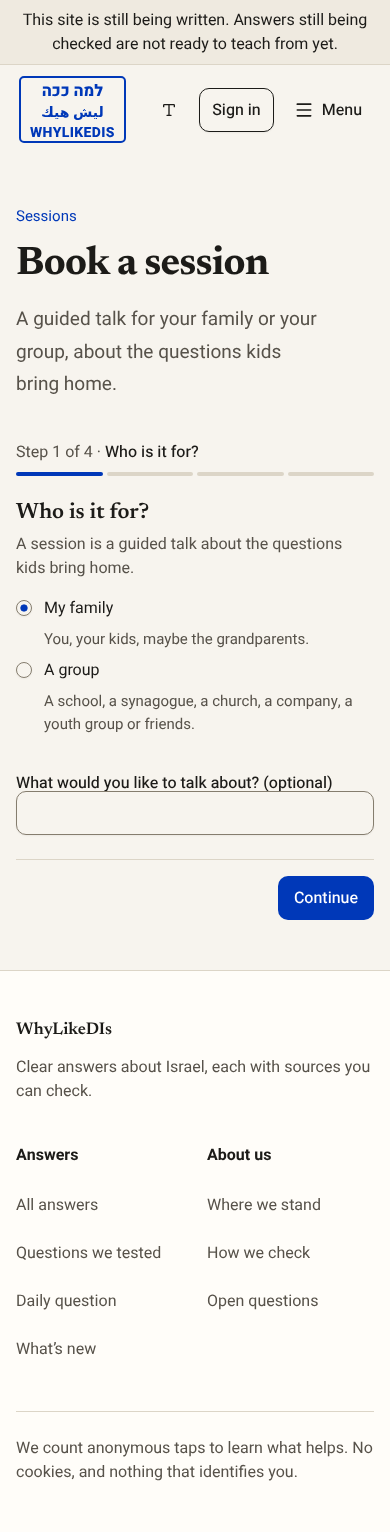 This site is still being written. Answers still being
checked are not ready to teach from yet.
למה ככה
ليش هيك
WHYLIKEDIS
T
Sign in
Menu
Sessions
Book a session
A guided talk for your family or your
group, about the questions kids
bring home.
Step 1 of 4 · Who is it for?
Who is it for?
A session is a guided talk about the questions
kids bring home.
My family
You, your kids, maybe the grandparents.
A group
A school, a synagogue, a church, a company, a
youth group or friends.
What would you like to talk about? (optional)
Continue
WhyLikeDIs
Clear answers about Israel, each with sources you
can check.
Answers
About us
All answers
Where we stand
Questions we tested
How we check
Daily question
Open questions
What’s new
We count anonymous taps to learn what helps. No
cookies, and nothing that identifies you.